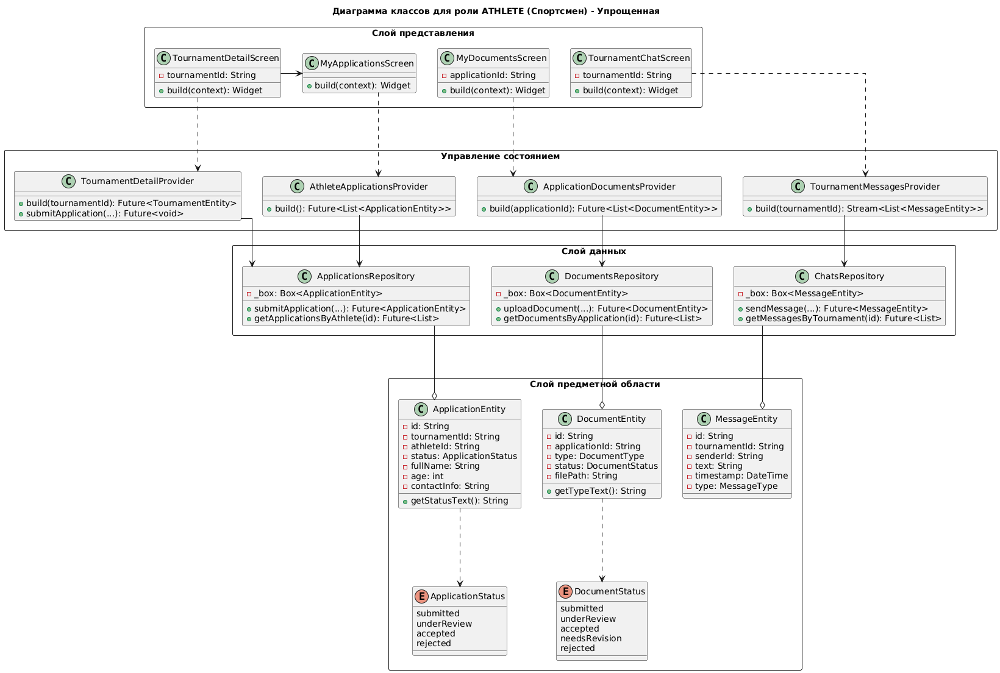 Диаграмма классов для роли ATHLETE (Спортсмен) - Упрощенная
Слой представления
C TournamentDetailScreen
tournamentId: String
build(context): Widget
C MyApplicationsScreen
build(context): Widget
C MyDocumentsScreen
applicationId: String
build(context): Widget
C TournamentChatScreen
tournamentId: String
build(context): Widget
Управление состоянием
C TournamentDetailProvider
build(tournamentId): Future<TournamentEntity>
submitApplication(...): Future<void>
C AthleteApplicationsProvider
build(): Future<List<ApplicationEntity>>
C ApplicationDocumentsProvider
build(applicationId): Future<List<DocumentEntity>>
C TournamentMessagesProvider
build(tournamentId): Stream<List<MessageEntity>>
Слой данных
C ApplicationsRepository
_box: Box<ApplicationEntity>
submitApplication(...): Future<ApplicationEntity>
getApplicationsByAthlete(id): Future<List>
C DocumentsRepository
_box: Box<DocumentEntity>
uploadDocument(...): Future<DocumentEntity>
getDocumentsByApplication(id): Future<List>
C ChatsRepository
_box: Box<MessageEntity>
sendMessage(...): Future<MessageEntity>
getMessagesByTournament(id): Future<List>
Слой предметной области
C ApplicationEntity
id: String
tournamentId: String
athleteId: String
status: ApplicationStatus
fullName: String
age: int
contactInfo: String
getStatusText(): String
C DocumentEntity
id: String
applicationId: String
type: DocumentType
status: DocumentStatus
filePath: String
getTypeText(): String
C MessageEntity
id: String
tournamentId: String
senderId: String
text: String
timestamp: DateTime
type: MessageType
E ApplicationStatus
submitted
underReview
accepted
rejected
E DocumentStatus
submitted
underReview
accepted
needsRevision
rejected